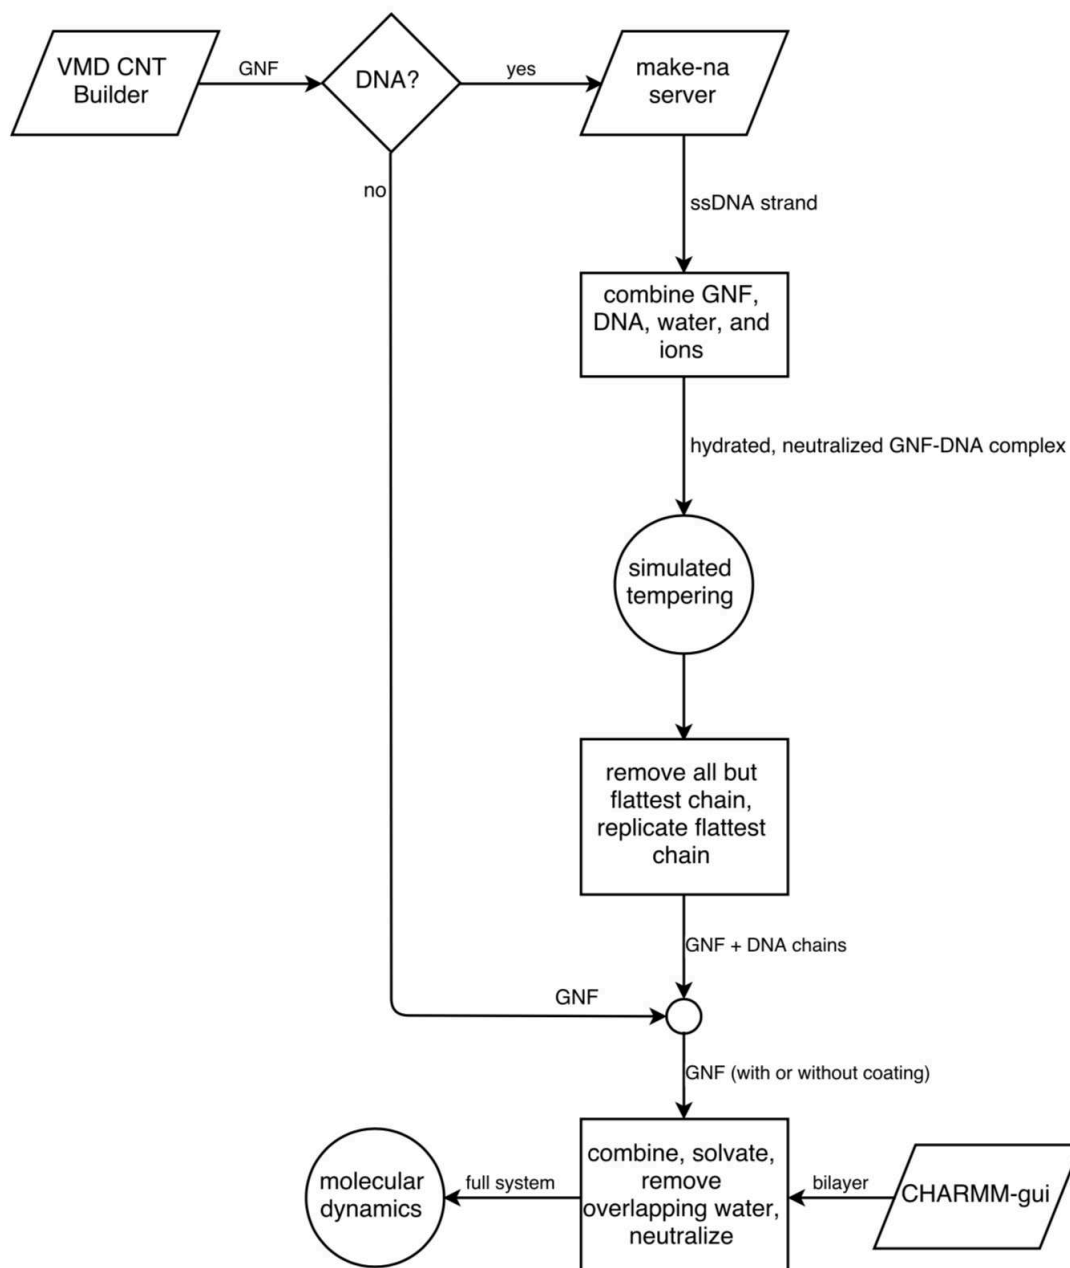 VMD CNT
Builder
GNF
DNA?
yes
make-na
server
no
ssDNA strand
combine GNF,
DNA, water, and
ions
hydrated, neutralized GNF-DNA complex
simulated
tempering
remove all but
flattest chain,
replicate flattest
chain
GNF + DNA chains
GNF
GNF (with or without coating)
combine, solvate,
remove
overlapping water,
neutralize
molecular
dynamics
full system
bilayer
CHARMM-gui